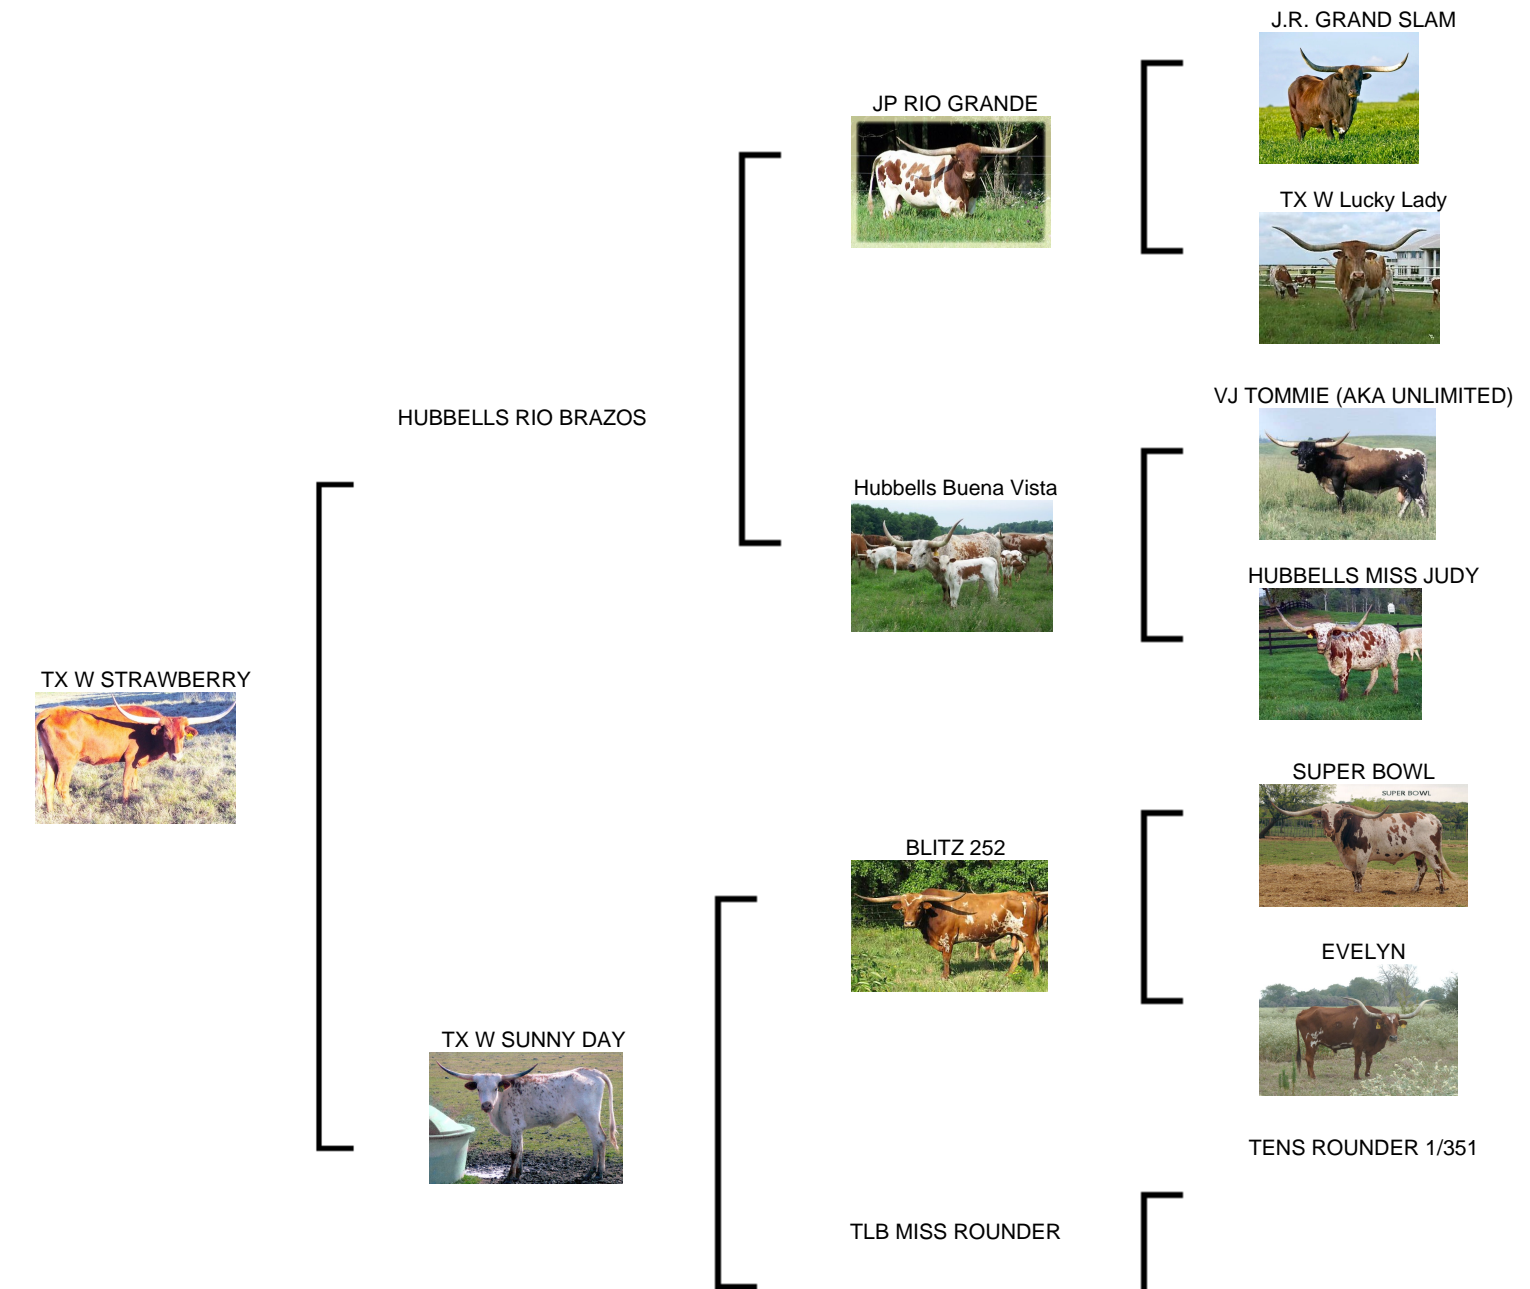 J.R. GRAND SLAM
JP RIO GRANDE
TX W Lucky Lady
VJ TOMMIE (AKA UNLIMITED)
HUBBELLS RIO BRAZOS
Hubbells Buena Vista
HUBBELLS MISS JUDY
TX W STRAWBERRY
SUPER BOWL
SUPER BOWL
BLITZ 252
EVELYN
TX W SUNNY DAY
TENS ROUNDER 1/351
TLB MISS ROUNDER